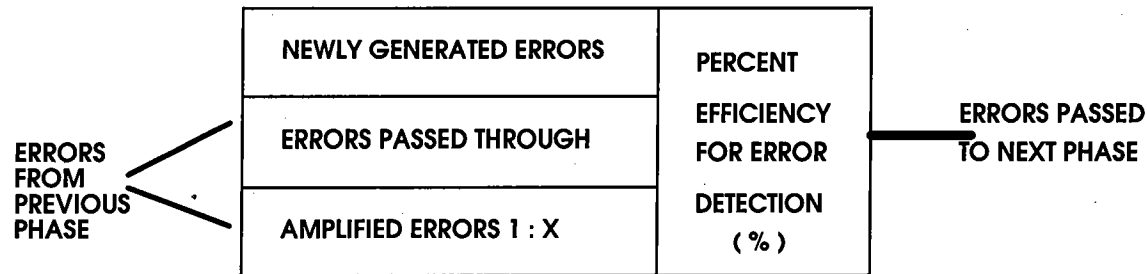 ERRORS
FROM
PREVIOUS
PHASE
NEWLY GENERATED ERRORS
ERRORS PASSED THROUGH
AMPLIFIED ERRORS 1 : X
PERCENT
EFFICIENCY
FOR ERROR
DETECTION
( % )
ERRORS PASSED
TO NEXT PHASE